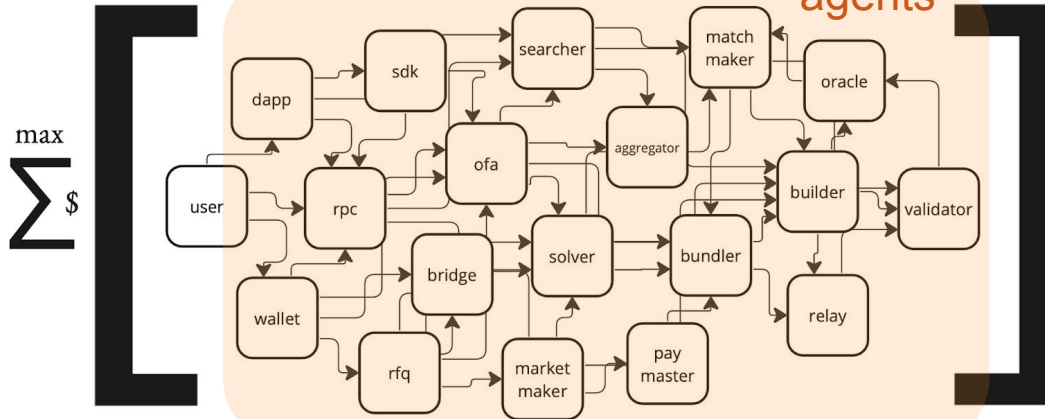 agents
max
∑ $
user
dapp
sdk
rpc
wallet
rfq
bridge
ofa
searcher
market
maker
solver
aggregator
pay
master
bundler
match
maker
oracle
builder
relay
validator